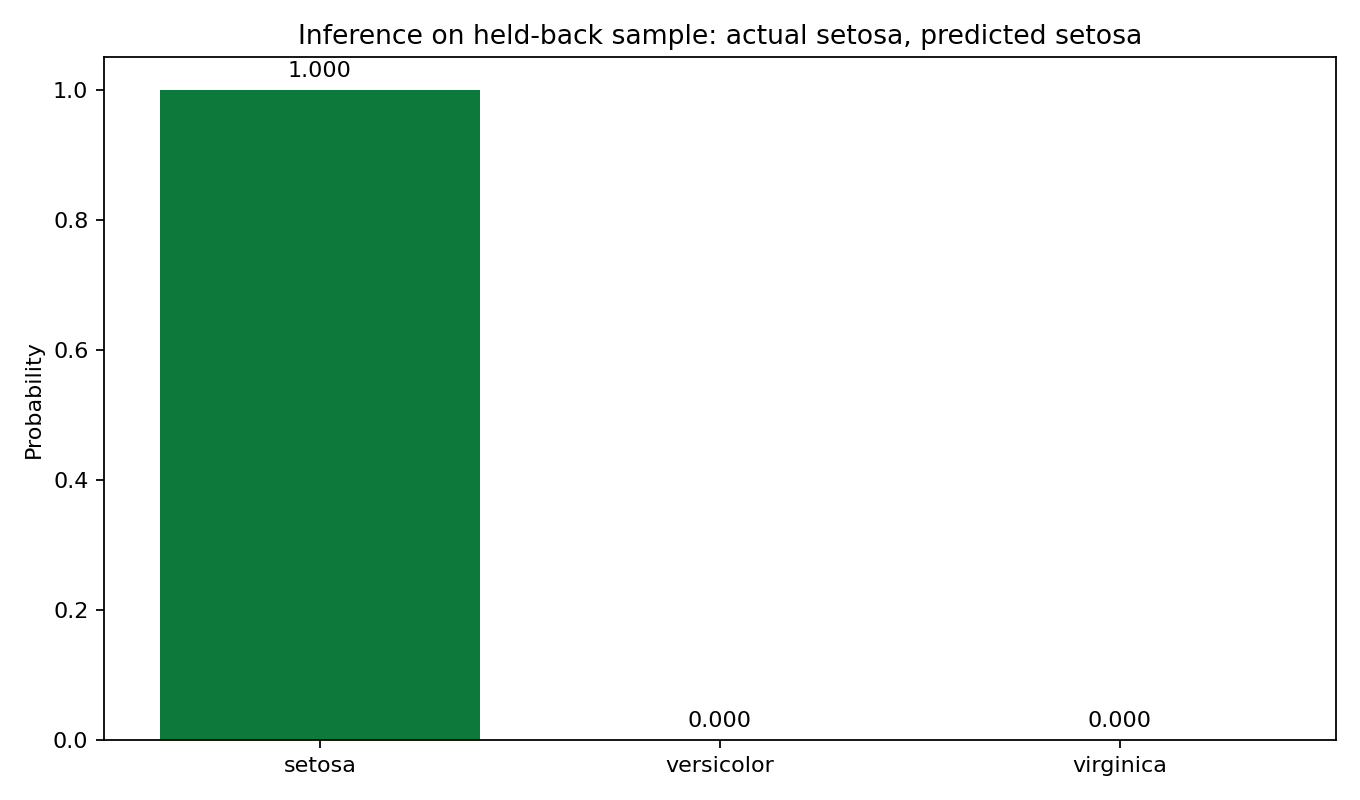 Inference on held-back sample: actual setosa, predicted setosa
1.000
1.0
0.8
0.6
0.4
0.2
0.0
Probability
0.000
0.000
setosa
versicolor
virginica